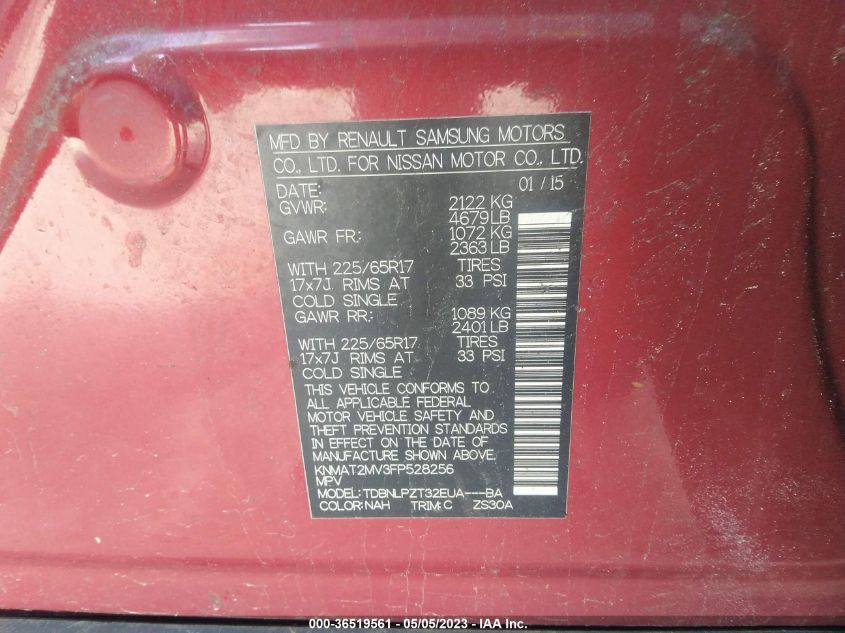 MFD BY RENAULT SAMSUNG MOTORS
CO., LTD. FOR NISSAN MOTOR CO., LTD.
DATE: 01 / 15
GVWR: 2122 KG
4679 LB
GAWR FR.: 1072 KG
2363 LB
WITH 225/65R17 TIRES
17x7J RIMS AT 33 PSI
COLD SINGLE
GAWR RR.: 1089 KG
2401 LB
WITH 225/65R17 TIRES
17x7J RIMS AT 33 PSI
COLD SINGLE
THIS VEHICLE CONFORMS TO
ALL APPLICABLE FEDERAL
MOTOR VEHICLE SAFETY AND
THEFT PREVENTION STANDARDS
IN EFFECT ON THE DATE OF
MANUFACTURE SHOWN ABOVE.
KNMAT2MV3FP528256
MPV
MODEL: TDBNLPZT32EUA----BA
COLOR: NAH TRIM: C ZS30A
000-36519561 - 05/05/2023 - IAA Inc.